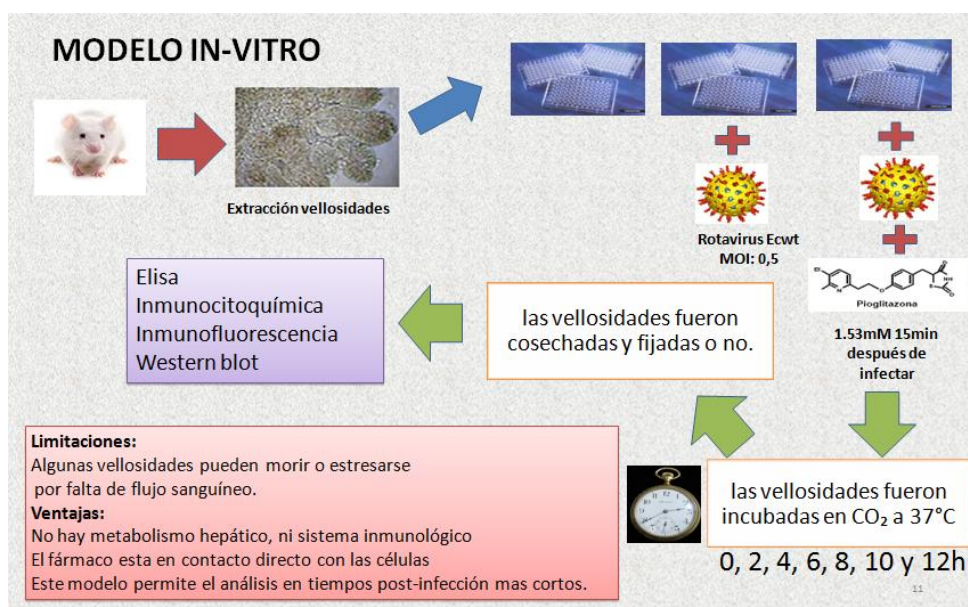 MODELO IN-VITRO
Extracción vellosidades
Rotavirus Ecwt
MOI: 0,5
Et
N
O
O
NH
S
O
Pioglitazona
1.53mM 15min
después de
infectar
las vellosidades fueron
incubadas en CO₂ a 37°C
0, 2, 4, 6, 8, 10 y 12h
las vellosidades fueron
cosechadas y fijadas o no.
Elisa
Inmunocitoquímica
Inmunofluorescencia
Western blot
Limitaciones:
Algunas vellosidades pueden morir o estresarse
por falta de flujo sanguíneo.
Ventajas:
No hay metabolismo hepático, ni sistema inmunológico
El fármaco esta en contacto directo con las células
Este modelo permite el análisis en tiempos post-infección mas cortos.
11